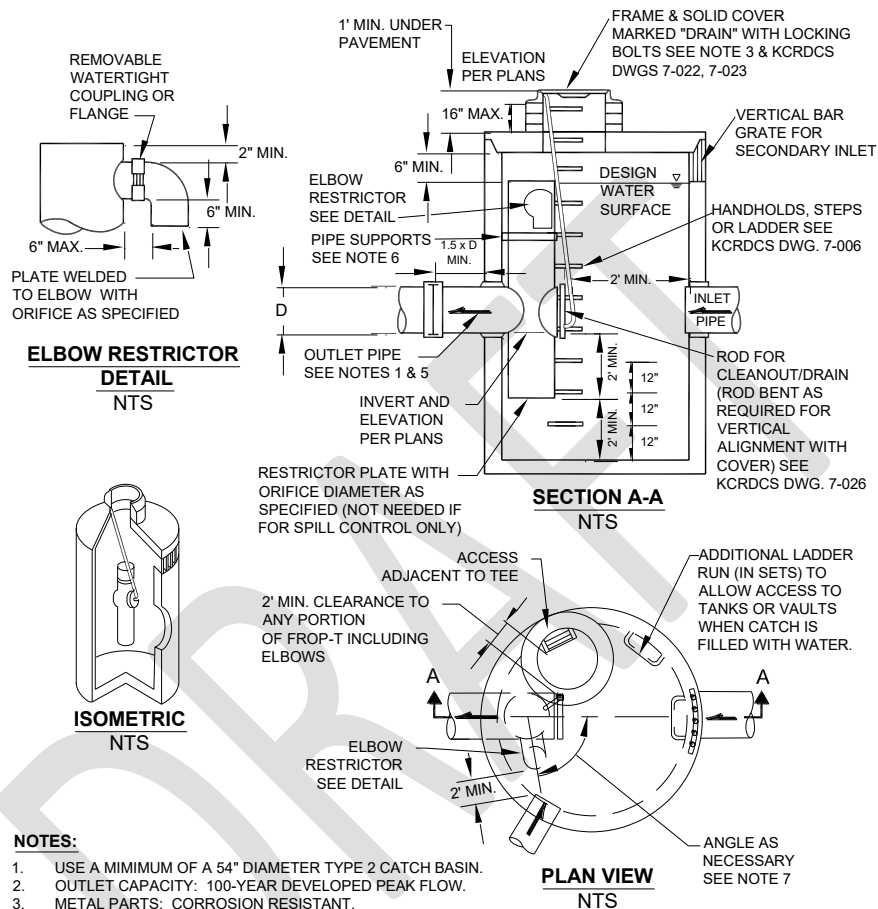 REMOVABLE
WATERTIGHT
COUPLING OR
FLANGE
2" MIN.
6" MIN.
6" MAX.
PLATE WELDED
TO ELBOW WITH
ORIFICE AS SPECIFIED
ELBOW RESTRICTOR
DETAIL
NTS
1' MIN. UNDER
PAVEMENT
ELEVATION
PER PLANS
FRAME & SOLID COVER
MARKED "DRAIN" WITH LOCKING
BOLTS SEE NOTE 3 & KCRDCS
DWGS 7-022, 7-023
16" MAX.
6" MIN.
VERTICAL BAR
GRATE FOR
SECONDARY INLET
DESIGN
WATER
SURFACE
ELBOW
RESTRICTOR
SEE DETAIL
HANDHOLDS, STEPS
OR LADDER SEE
KCRDCS DWG. 7-006
PIPE SUPPORTS
SEE NOTE 6
1.5 x D
MIN.
2' MIN.
D
INLET
PIPE
OUTLET PIPE
SEE NOTES 1 & 5
2' MIN.
12"
12"
12"
2' MIN.
INVERT AND
ELEVATION
PER PLANS
ROD FOR
CLEANOUT/DRAIN
(ROD BENT AS
REQUIRED FOR
VERTICAL
ALIGNMENT WITH
COVER) SEE
KCRDCS DWG. 7-026
RESTRICTOR PLATE WITH
ORIFICE DIAMETER AS
SPECIFIED (NOT NEEDED IF
FOR SPILL CONTROL ONLY)
SECTION A-A
NTS
ISOMETRIC
NTS
ACCESS
ADJACENT TO TEE
ADDITIONAL LADDER
RUN (IN SETS) TO
ALLOW ACCESS TO
TANKS OR VAULTS
WHEN CATCH IS
FILLED WITH WATER.
2' MIN. CLEARANCE TO
ANY PORTION
OF FROP-T INCLUDING
ELBOWS
A
A
ELBOW
RESTRICTOR
SEE DETAIL
2' MIN.
ANGLE AS
NECESSARY
SEE NOTE 7
PLAN VIEW
NTS
NOTES:
1. USE A MIMIMUM OF A 54" DIAMETER TYPE 2 CATCH BASIN.
2. OUTLET CAPACITY: 100-YEAR DEVELOPED PEAK FLOW.
3. METAL PARTS: CORROSION RESISTANT.
DRAFT